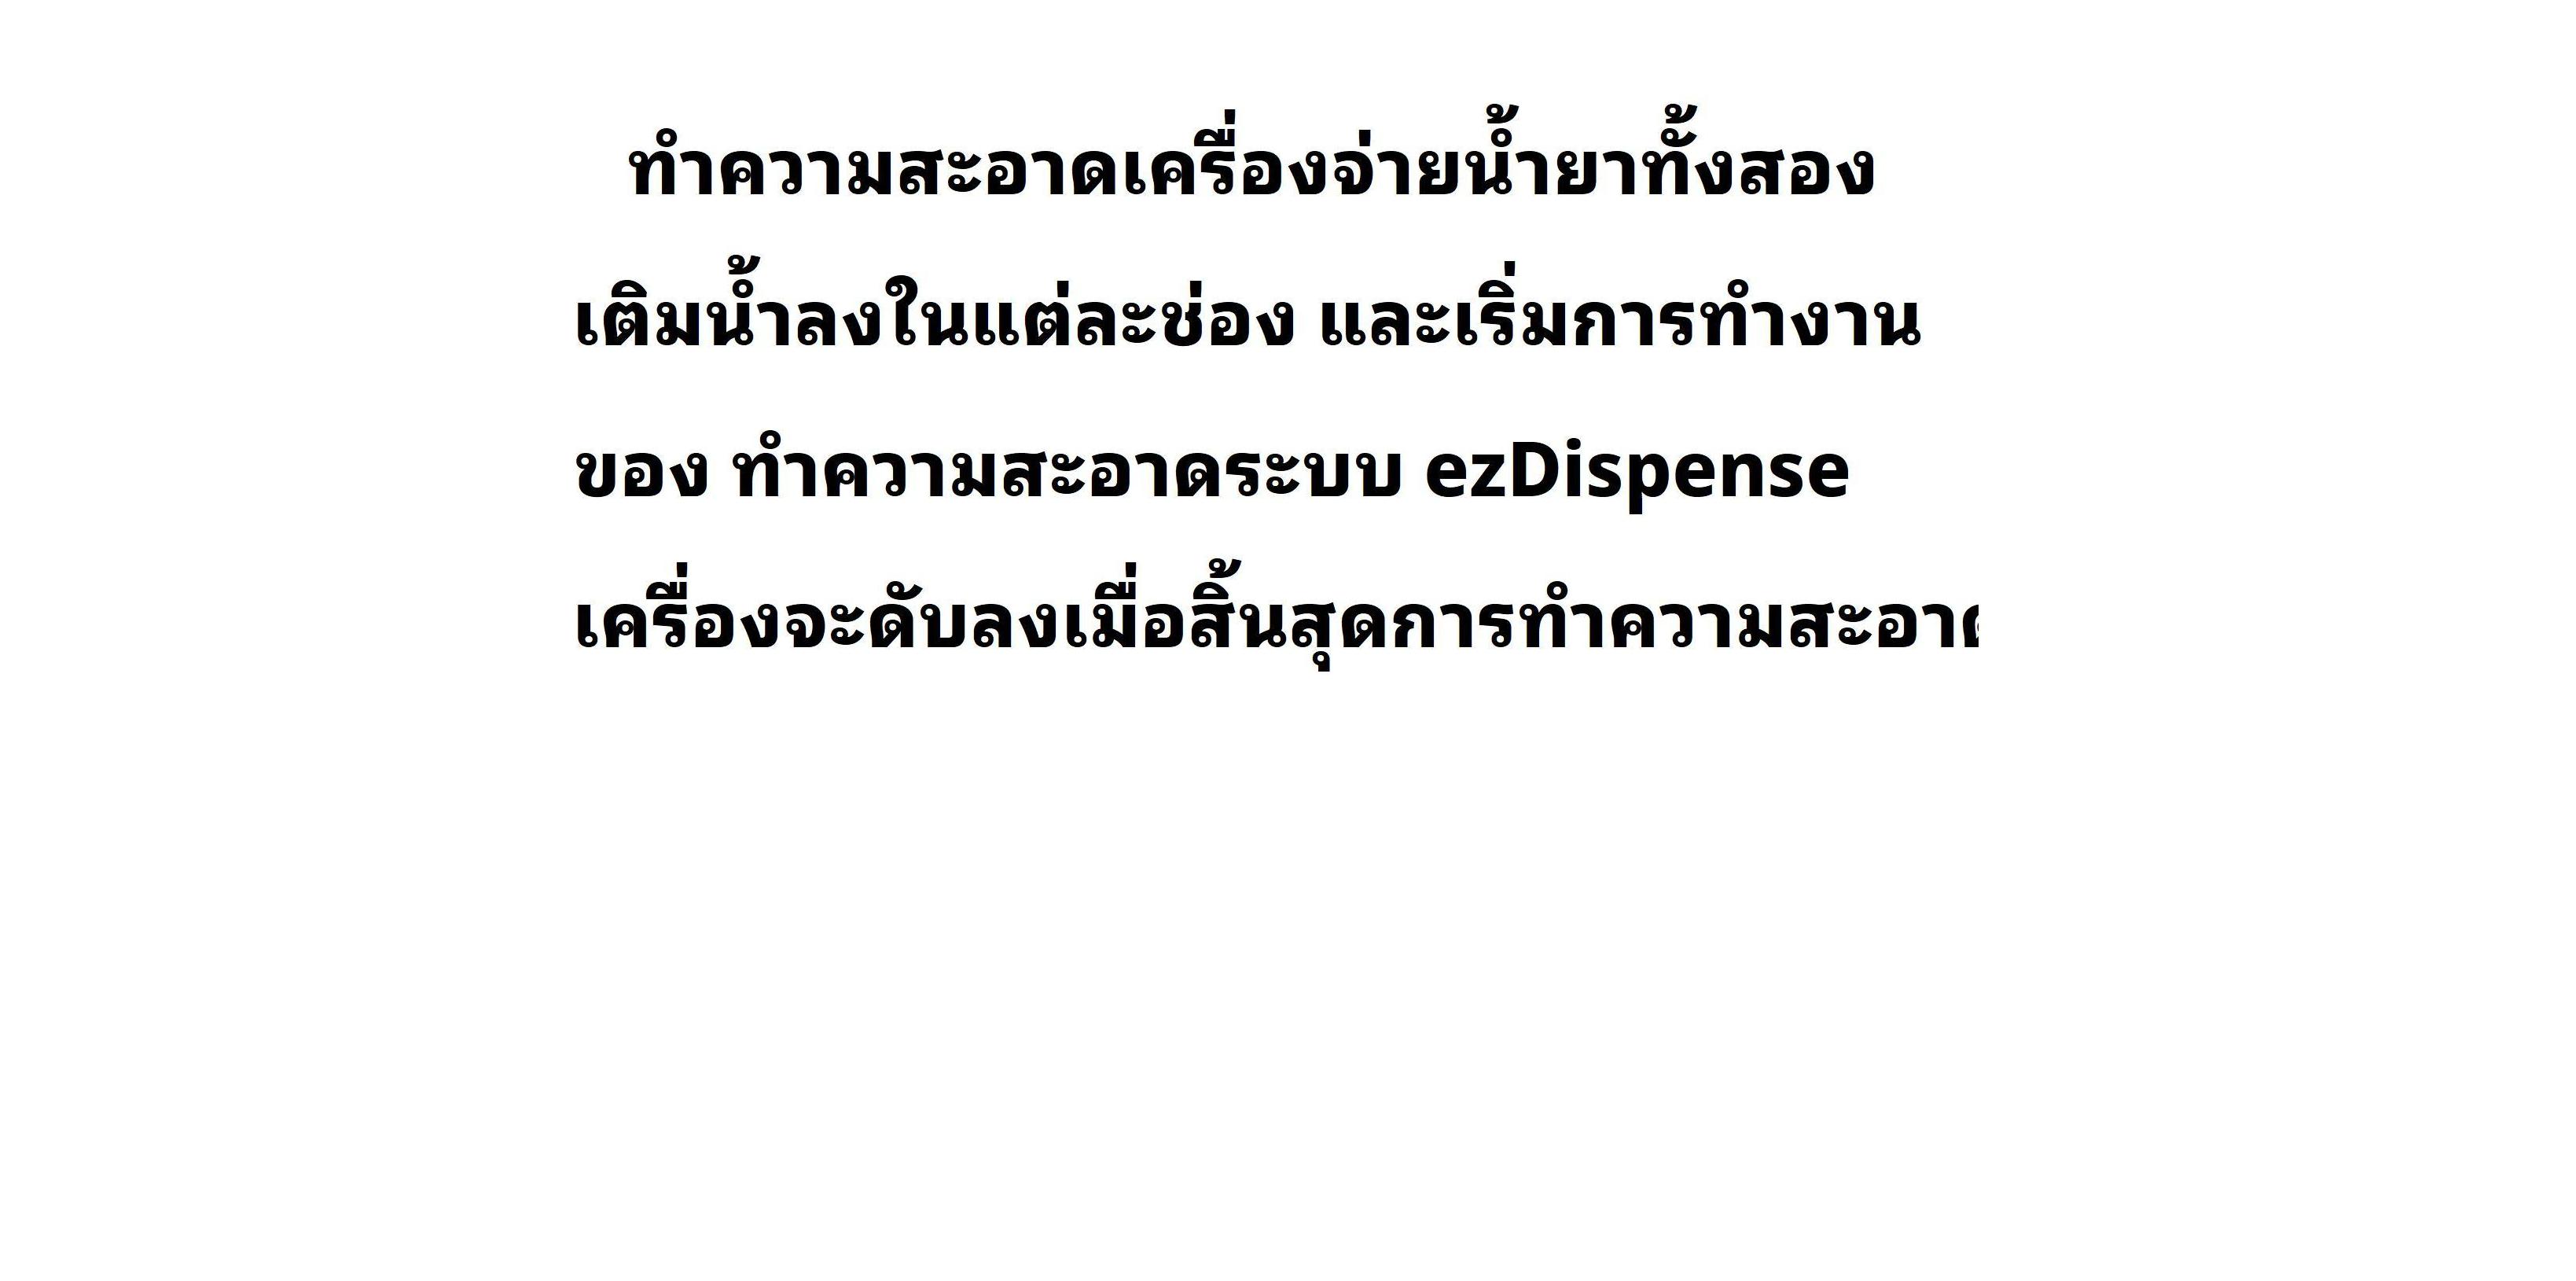 ทำความสะอาดเครื่องจ่ายน้ำยาทั้งสอง
เติมน้ำลงในแต่ละช่อง และเริ่มการทำงาน
ของ ทำความสะอาดระบบ ezDispense
เครื่องจะดับลงเมื่อสิ้นสุดการทำความสะอาด